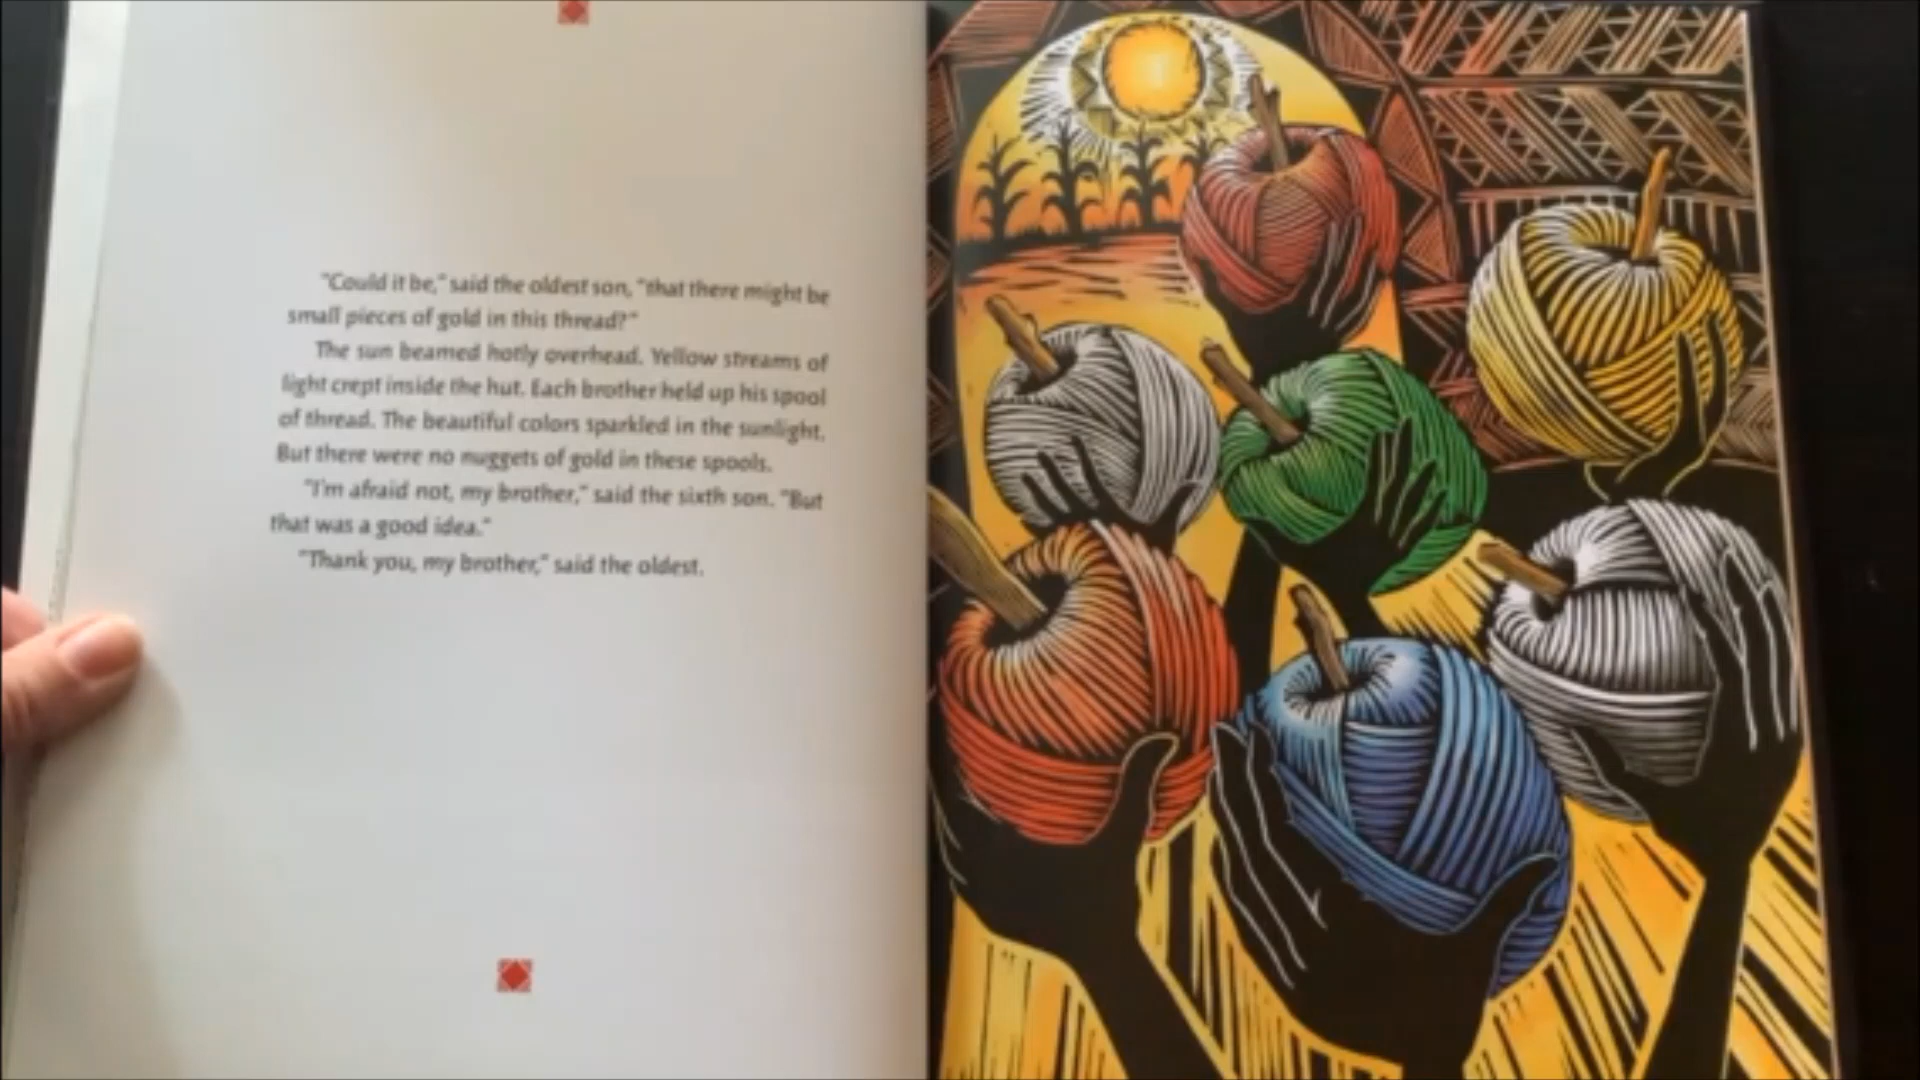 "Could it be," said the oldest son, "that there might be
small pieces of gold in this thread?"
The sun beamed hotly overhead. Yellow streams of
light crept inside the hut. Each brother held up his spool
of thread. The beautiful colors sparkled in the sunlight.
But there were no nuggets of gold in these spools.
"I'm afraid not, my brother," said the sixth son. "But
that was a good idea."
"Thank you, my brother," said the oldest.